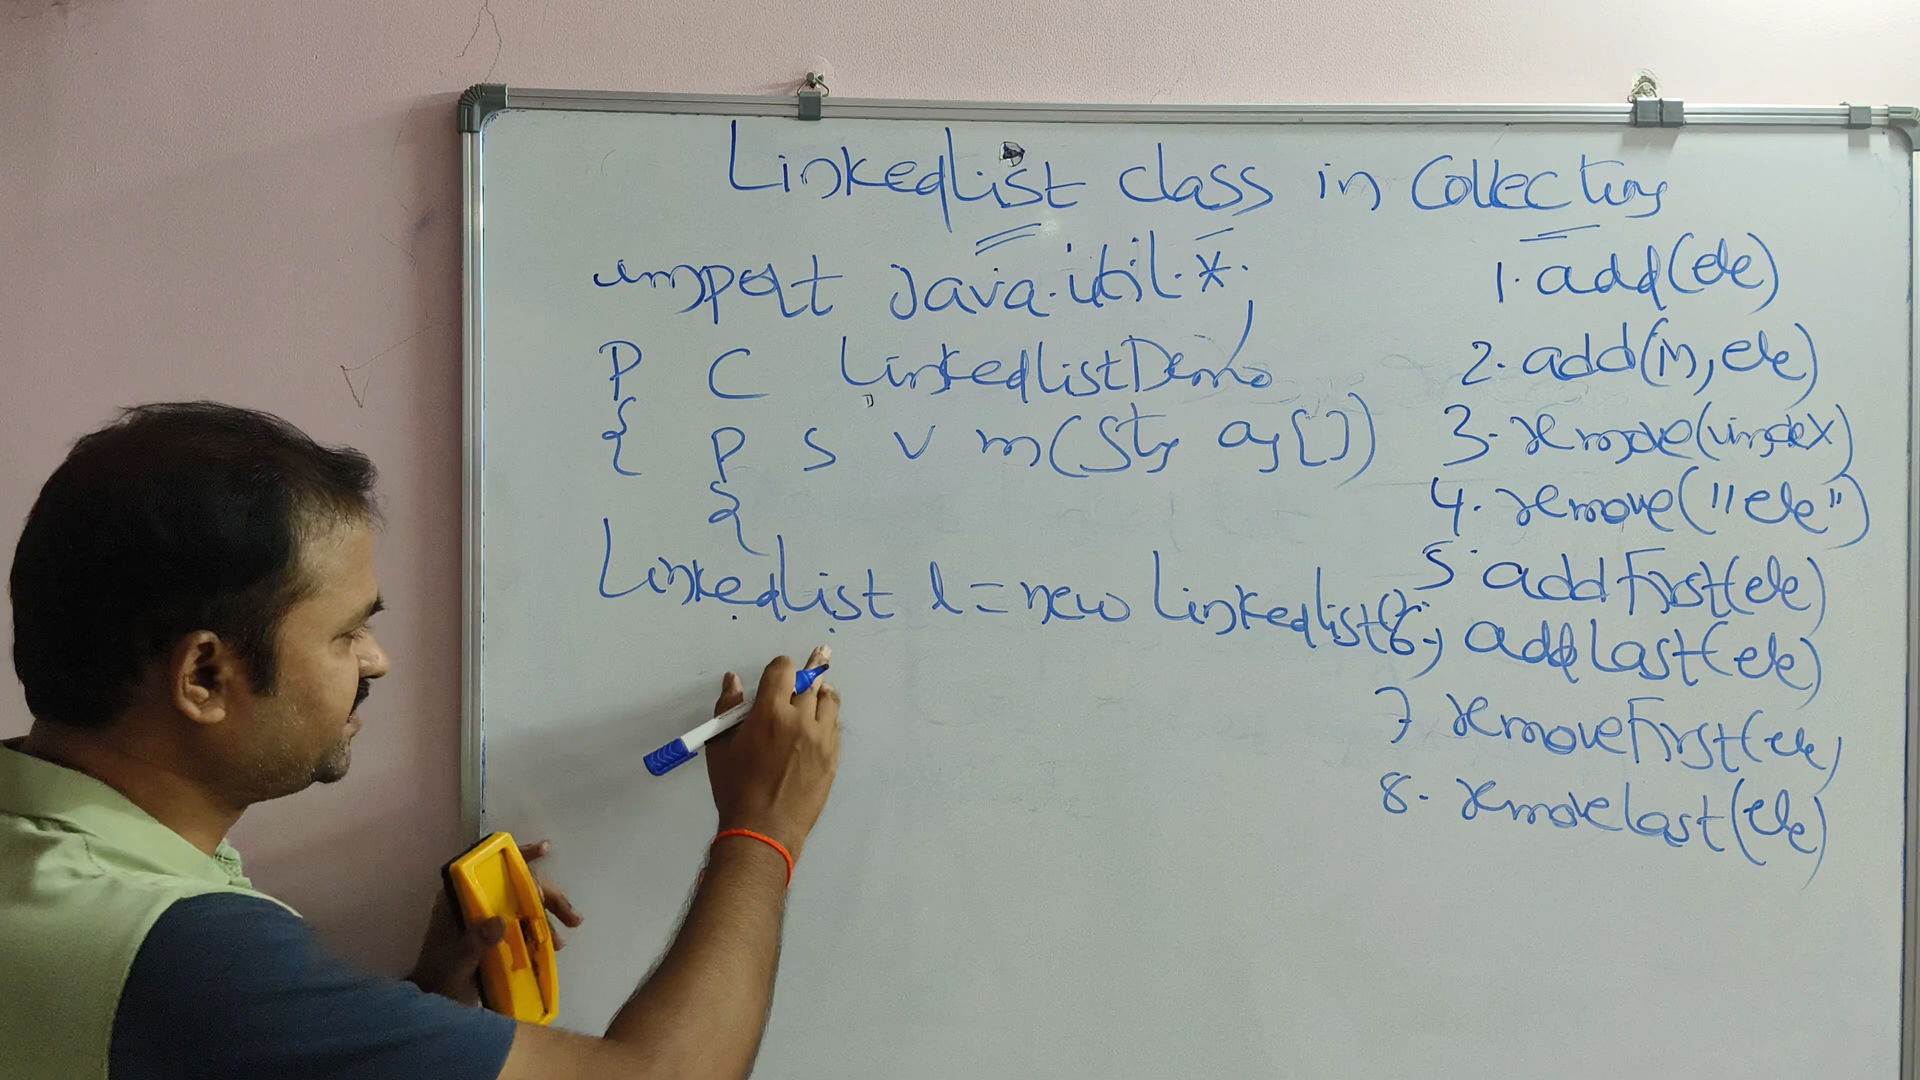 LinkedList class in Collections
import java.util.*;
P C LinkedListDemo
{ P S V m(Str ag[])
{
LinkedList l = new LinkedList();
1. add(ele)
2. add(in, ele)
3. remove(index)
4. remove("ele")
5. addFirst(ele)
6. addLast(ele)
7 removeFirst(ele)
8. removeLast(ele)